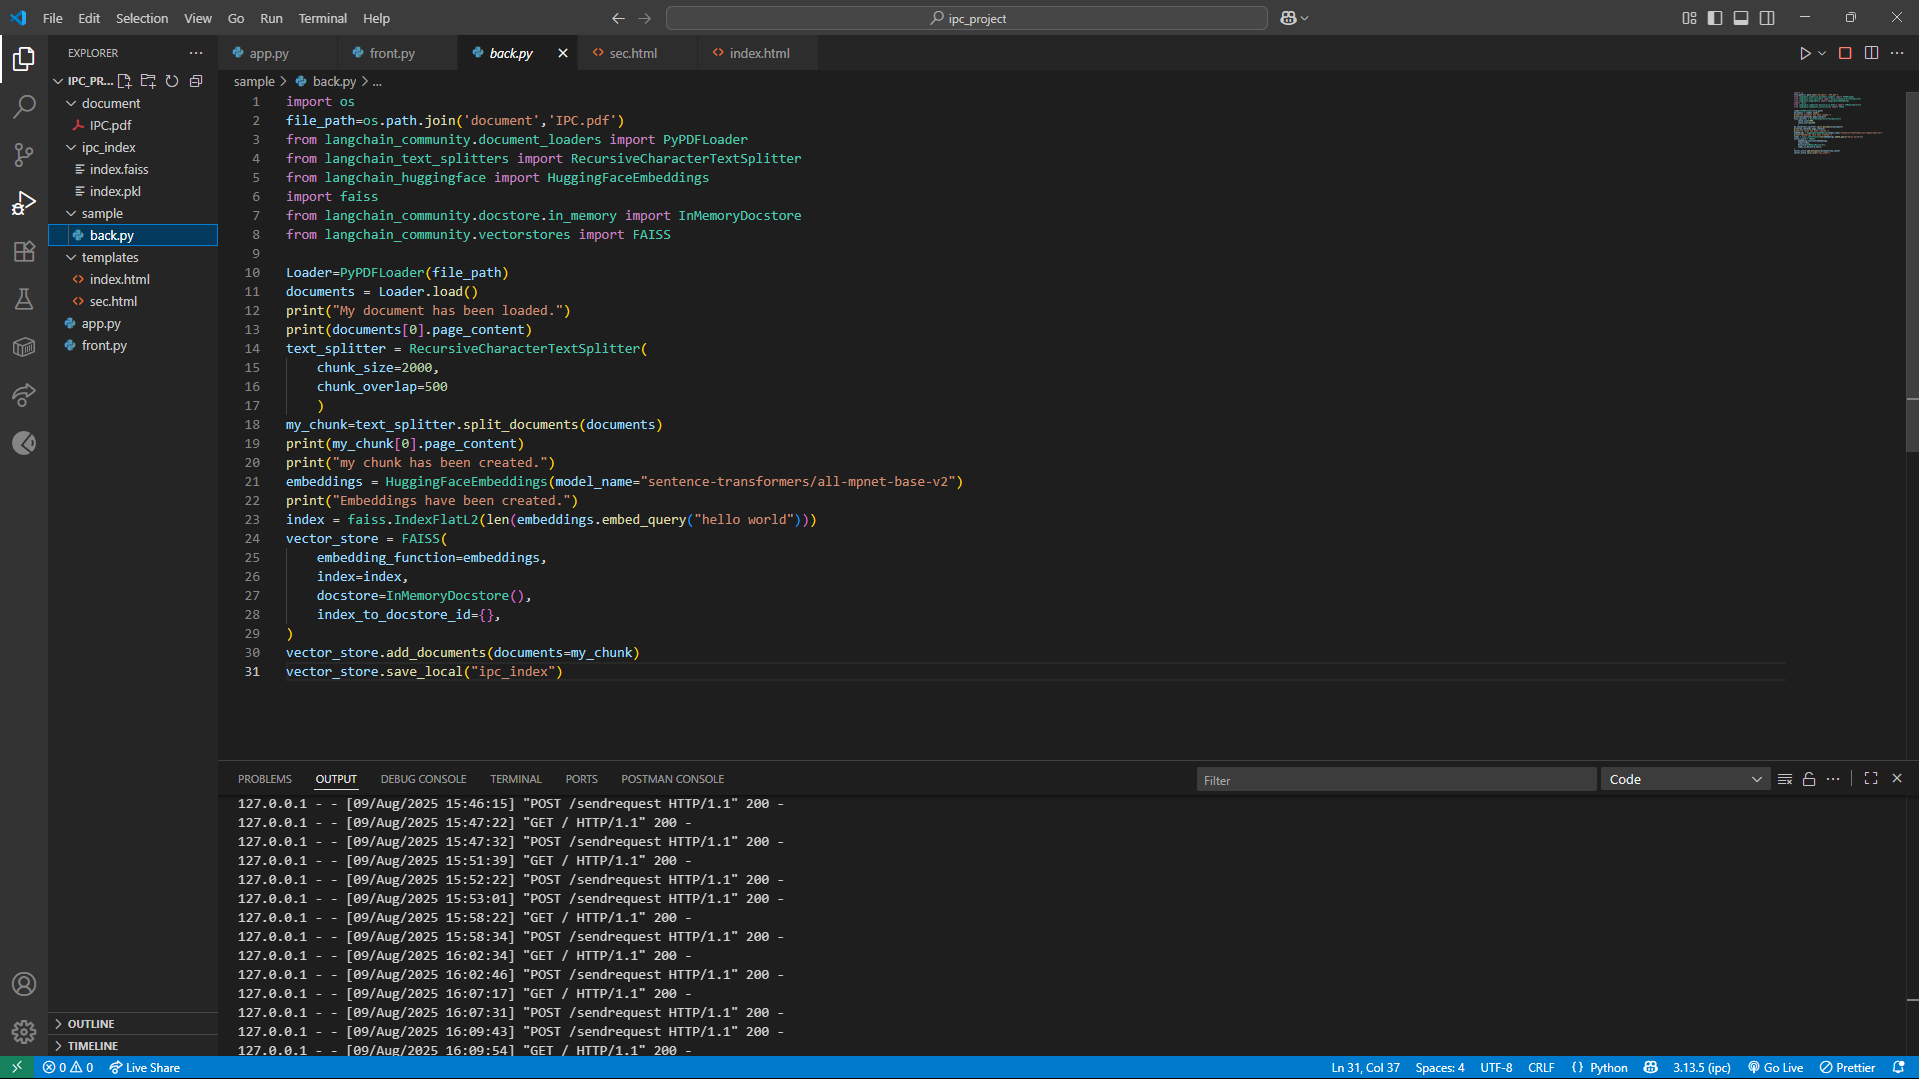 File Edit Selection View Go Run Terminal Help
ipc_project
EXPLORER
IPC_PR...
document
IPC.pdf
ipc_index
index.faiss
index.pkl
sample
back.py
templates
index.html
sec.html
app.py
front.py
OUTLINE
TIMELINE
app.py front.py back.py sec.html index.html
sample > back.py > ...
1 import os
2 file_path=os.path.join('document','IPC.pdf')
3 from langchain_community.document_loaders import PyPDFLoader
4 from langchain_text_splitters import RecursiveCharacterTextSplitter
5 from langchain_huggingface import HuggingFaceEmbeddings
6 import faiss
7 from langchain_community.docstore.in_memory import InMemoryDocstore
8 from langchain_community.vectorstores import FAISS
9
10 Loader=PyPDFLoader(file_path)
11 documents = Loader.load()
12 print("My document has been loaded.")
13 print(documents[0].page_content)
14 text_splitter = RecursiveCharacterTextSplitter(
15 chunk_size=2000,
16 chunk_overlap=500
17 )
18 my_chunk=text_splitter.split_documents(documents)
19 print(my_chunk[0].page_content)
20 print("my chunk has been created.")
21 embeddings = HuggingFaceEmbeddings(model_name="sentence-transformers/all-mpnet-base-v2")
22 print("Embeddings have been created.")
23 index = faiss.IndexFlatL2(len(embeddings.embed_query("hello world")))
24 vector_store = FAISS(
25 embedding_function=embeddings,
26 index=index,
27 docstore=InMemoryDocstore(),
28 index_to_docstore_id={},
29 )
30 vector_store.add_documents(documents=my_chunk)
31 vector_store.save_local("ipc_index")
PROBLEMS OUTPUT DEBUG CONSOLE TERMINAL PORTS POSTMAN CONSOLE
Filter
Code
127.0.0.1 - - [09/Aug/2025 15:46:15] "POST /sendrequest HTTP/1.1" 200 -
127.0.0.1 - - [09/Aug/2025 15:47:22] "GET / HTTP/1.1" 200 -
127.0.0.1 - - [09/Aug/2025 15:47:32] "POST /sendrequest HTTP/1.1" 200 -
127.0.0.1 - - [09/Aug/2025 15:51:39] "GET / HTTP/1.1" 200 -
127.0.0.1 - - [09/Aug/2025 15:52:22] "POST /sendrequest HTTP/1.1" 200 -
127.0.0.1 - - [09/Aug/2025 15:53:01] "POST /sendrequest HTTP/1.1" 200 -
127.0.0.1 - - [09/Aug/2025 15:58:22] "GET / HTTP/1.1" 200 -
127.0.0.1 - - [09/Aug/2025 15:58:34] "POST /sendrequest HTTP/1.1" 200 -
127.0.0.1 - - [09/Aug/2025 16:02:34] "GET / HTTP/1.1" 200 -
127.0.0.1 - - [09/Aug/2025 16:02:46] "POST /sendrequest HTTP/1.1" 200 -
127.0.0.1 - - [09/Aug/2025 16:07:17] "GET / HTTP/1.1" 200 -
127.0.0.1 - - [09/Aug/2025 16:07:31] "POST /sendrequest HTTP/1.1" 200 -
127.0.0.1 - - [09/Aug/2025 16:09:43] "POST /sendrequest HTTP/1.1" 200 -
127.0.0.1 - - [09/Aug/2025 16:09:54] "GET / HTTP/1.1" 200 -
0 0 Live Share Ln 31, Col 37 Spaces: 4 UTF-8 CRLF {} Python 3.13.5 (ipc) Go Live Prettier